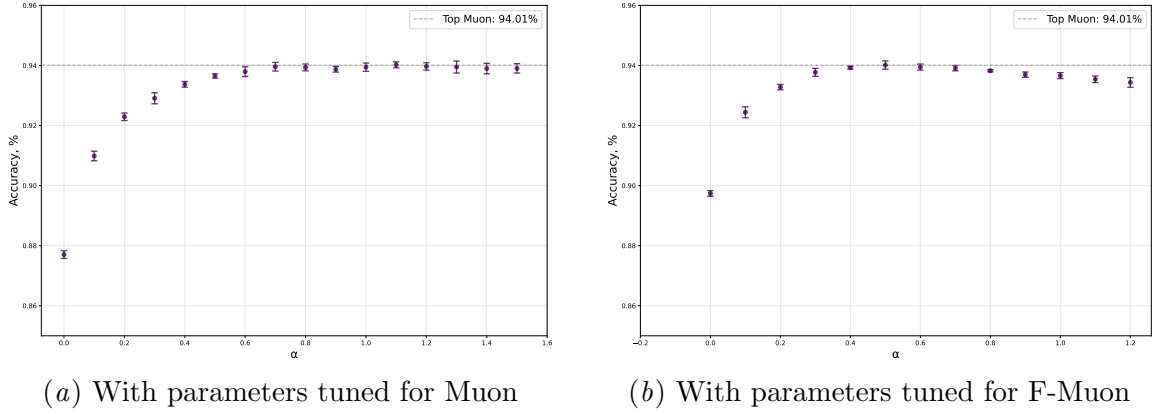 0.96
0.94
0.92
0.90
0.88
0.86
Accuracy, %
Top Muon: 94.01%
0.0 0.2 0.4 0.6 0.8 1.0 1.2 1.4 1.6
α
(a) With parameters tuned for Muon
0.96
0.94
0.92
0.90
0.88
0.86
Accuracy, %
Top Muon: 94.01%
−0.2 0.0 0.2 0.4 0.6 0.8 1.0 1.2
α
(b) With parameters tuned for F-Muon